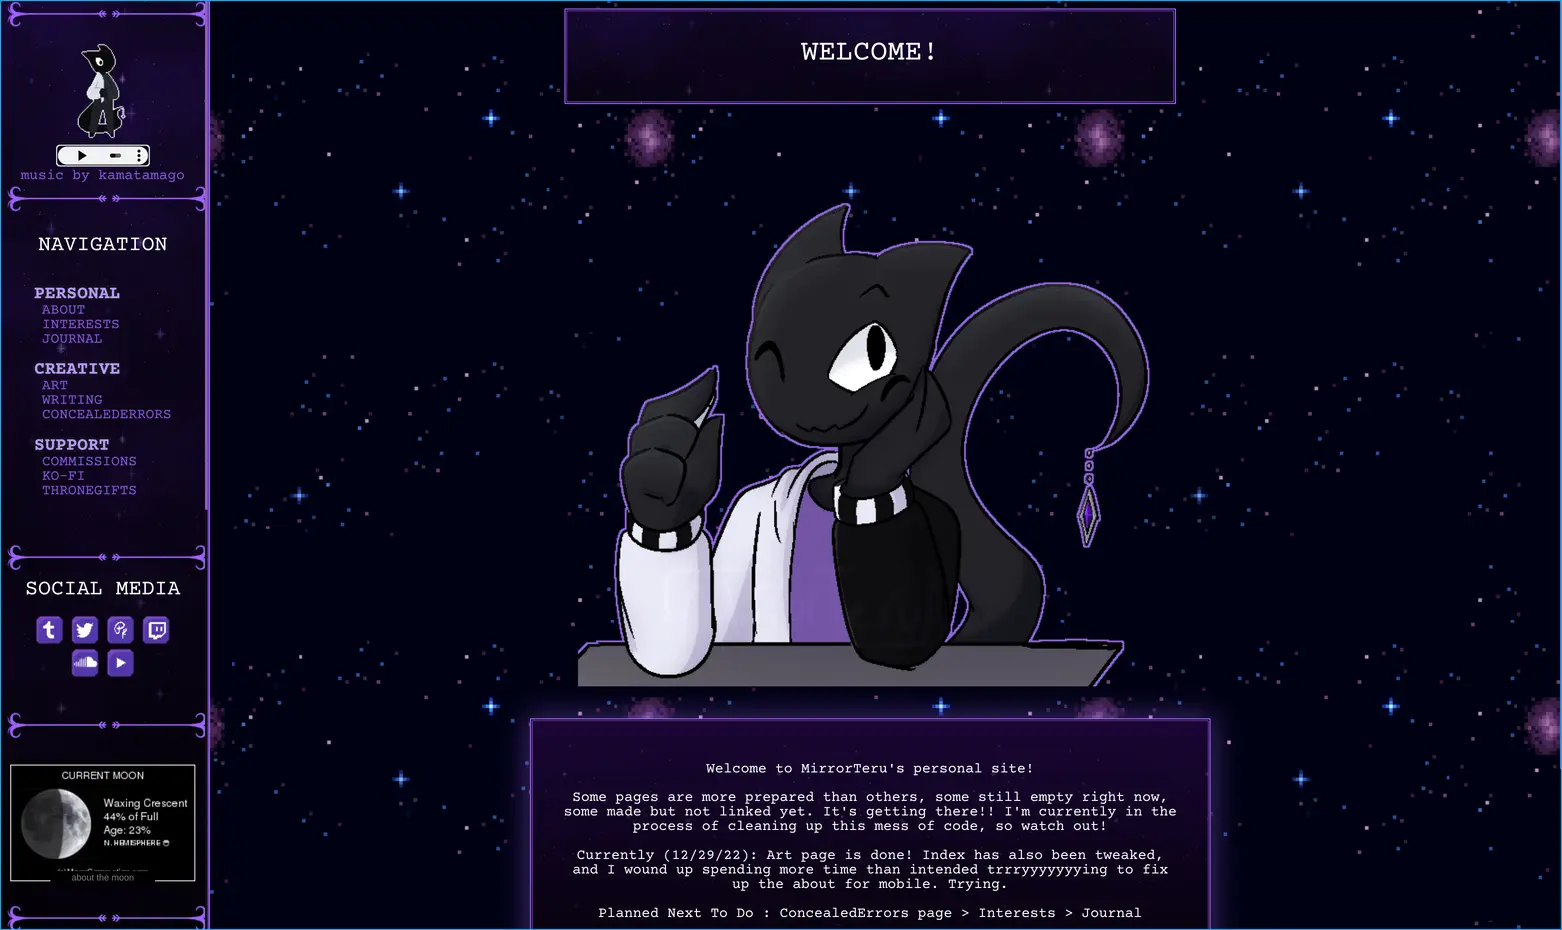 music by kamatamago
NAVIGATION
PERSONAL
ABOUT
INTERESTS
JOURNAL
CREATIVE
ART
WRITING
CONCEALEDERRORS
SUPPORT
COMMISSIONS
KO-FI
THRONEGIFTS
SOCIAL MEDIA
CURRENT MOON
Waxing Crescent
44% of Full
Age: 23%
N. HEMISPHERE
about the moon
WELCOME!
Welcome to MirrorTeru's personal site!
Some pages are more prepared than others, some still empty right now,
some made but not linked yet. It's getting there!! I'm currently in the
process of cleaning up this mess of code, so watch out!
Currently (12/29/22): Art page is done! Index has also been tweaked,
and I wound up spending more time than intended trrryyyyyyying to fix
up the about for mobile. Trying.
Planned Next To Do : ConcealedErrors page > Interests > Journal